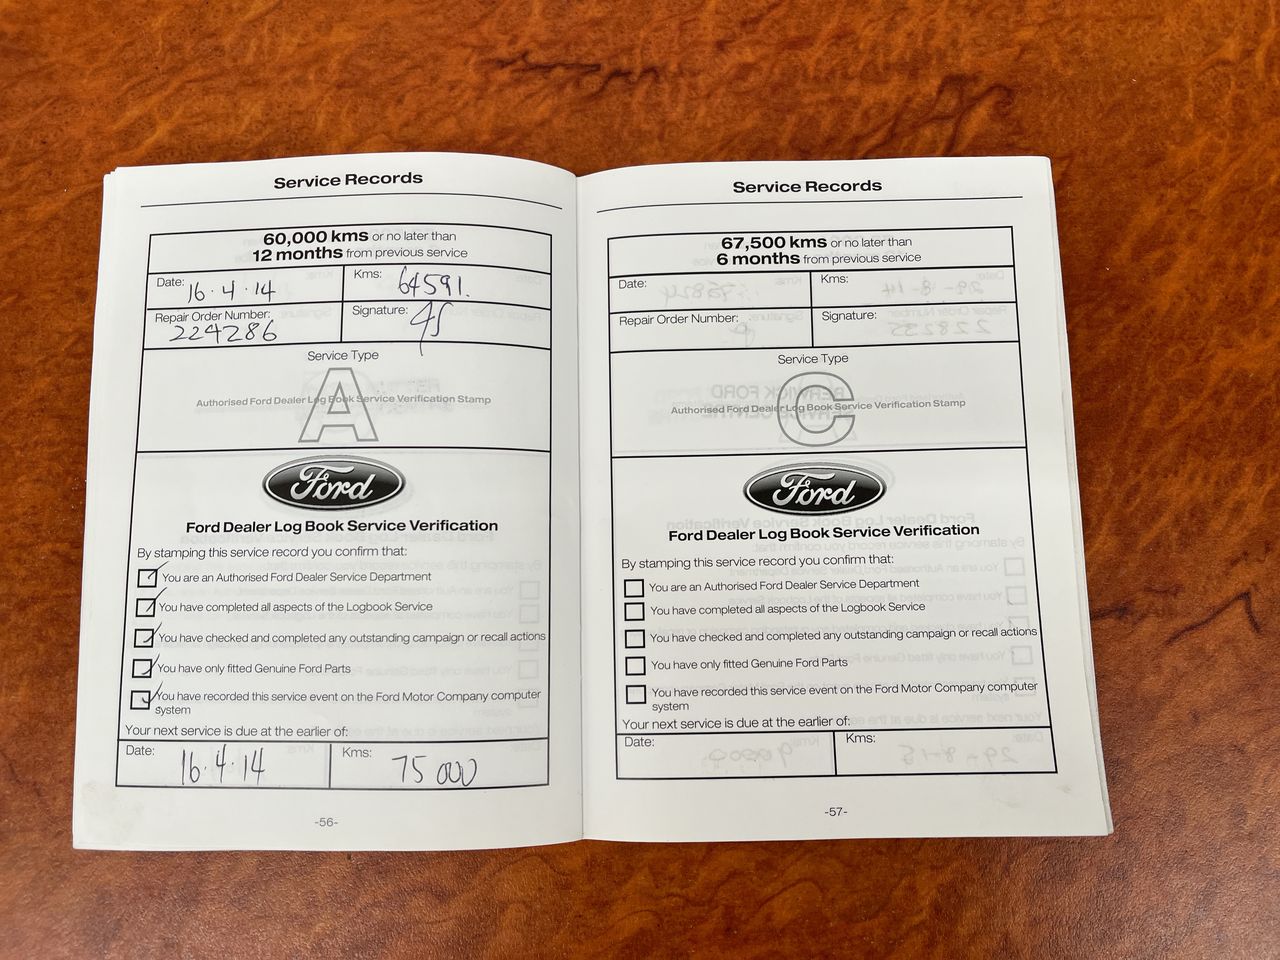 Service Records
60,000 kms or no later than
12 months from previous service
Date: 16.4.14 Kms: 64591.
Repair Order Number: 224286 Signature:
Service Type
A
Authorised Ford Dealer Log Book Service Verification Stamp
Ford
Ford Dealer Log Book Service Verification
By stamping this service record you confirm that:
You are an Authorised Ford Dealer Service Department
You have completed all aspects of the Logbook Service
You have checked and completed any outstanding campaign or recall actions
You have only fitted Genuine Ford Parts
You have recorded this service event on the Ford Motor Company computer
system
Your next service is due at the earlier of:
Date: 16.4.14 Kms: 75000
-56-
Service Records
67,500 kms or no later than
6 months from previous service
Date: Kms:
Repair Order Number: Signature:
Service Type
C
Authorised Ford Dealer Log Book Service Verification Stamp
Ford
Ford Dealer Log Book Service Verification
By stamping this service record you confirm that:
You are an Authorised Ford Dealer Service Department
You have completed all aspects of the Logbook Service
You have checked and completed any outstanding campaign or recall actions
You have only fitted Genuine Ford Parts
You have recorded this service event on the Ford Motor Company computer
system
Your next service is due at the earlier of:
Date: Kms:
-57-